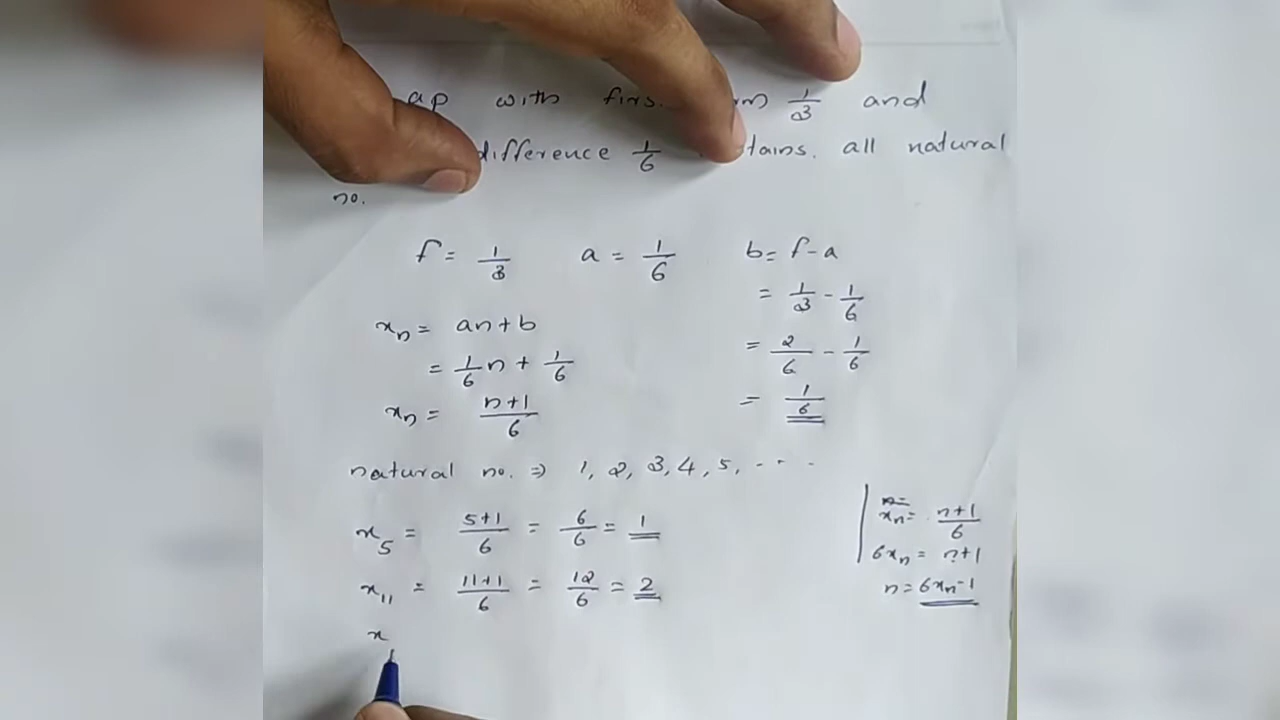 ap with firs 1/3 and
difference 1/6 tains. all natural
no.
f = 1/3 a = 1/6 b = f - a
= 1/3 - 1/6
xₙ = an + b
= 2/6 - 1/6
= 1/6 n + 1/6
= 1/6
xₙ = n+1/6
natural no. ⇒ 1, 2, 3, 4, 5, ....
xₙ = n+1/6
x₅ = 5+1/6 = 6/6 = 1
6xₙ = n+1
x₁₁ = 11+1/6 = 12/6 = 2
n = 6xₙ-1
x